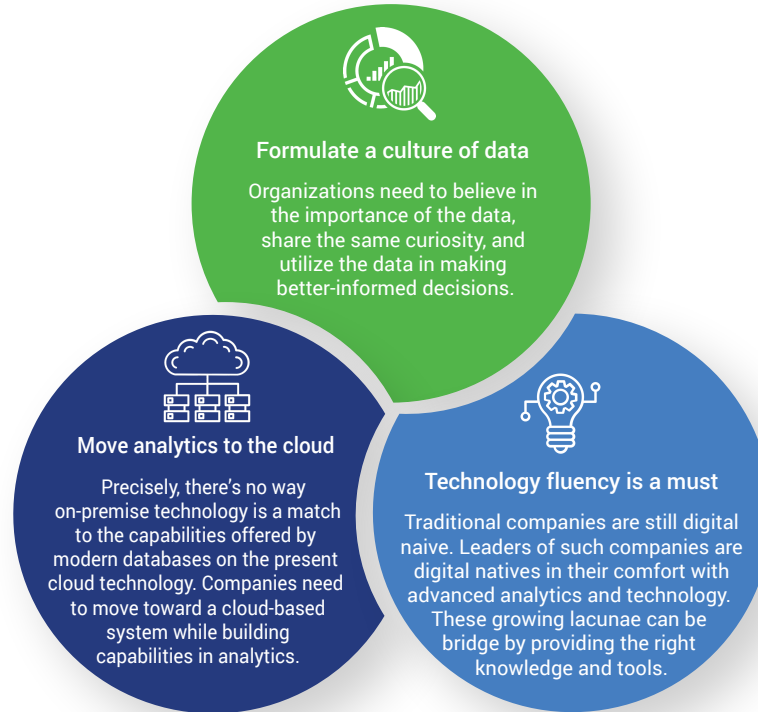 Formulate a culture of data
Organizations need to believe in
the importance of the data,
share the same curiosity, and
utilize the data in making
better-informed decisions.
Move analytics to the cloud
Precisely, there's no way
on-premise technology is a match
to the capabilities offered by
modern databases on the present
cloud technology. Companies need
to move toward a cloud-based
system while building
capabilities in analytics.
Technology fluency is a must
Traditional companies are still digital
naive. Leaders of such companies are
digital natives in their comfort with
advanced analytics and technology.
These growing lacunae can be
bridge by providing the right
knowledge and tools.